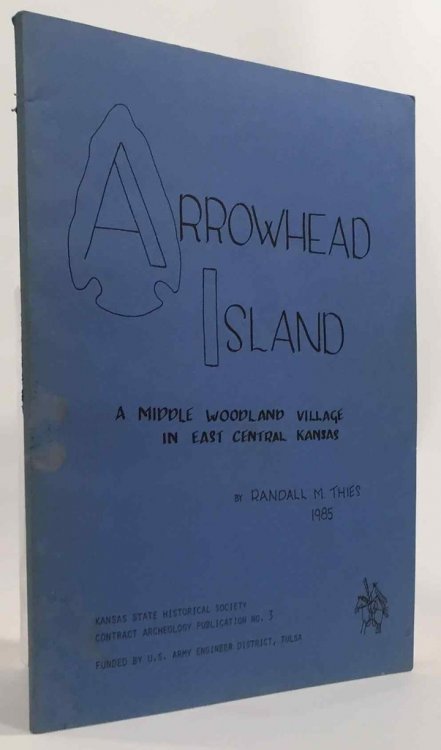 ARROWHEAD
ISLAND
A MIDDLE WOODLAND VILLAGE
IN EAST CENTRAL KANSAS
BY RANDALL M. THIES
1985
KANSAS STATE HISTORICAL SOCIETY
CONTRACT ARCHEOLOGY PUBLICATION NO. 3
FUNDED BY U.S. ARMY ENGINEER DISTRICT, TULSA